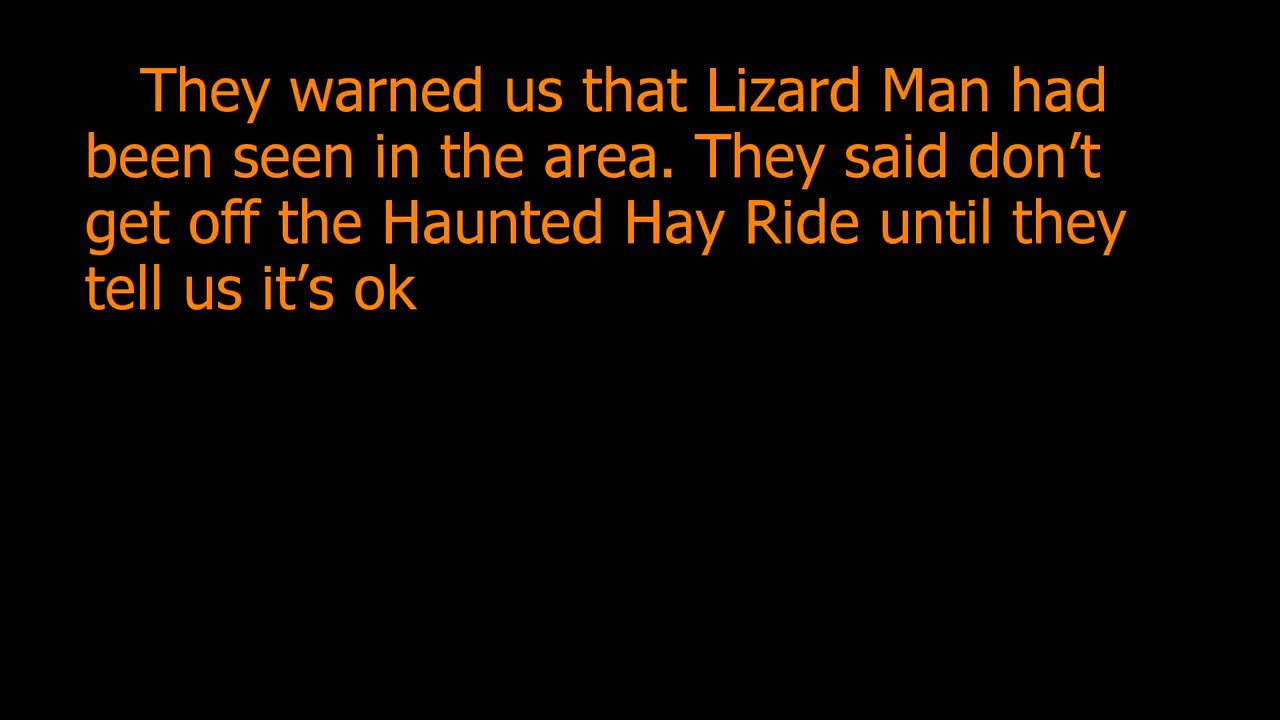 They warned us that Lizard Man had
been seen in the area. They said don’t
get off the Haunted Hay Ride until they
tell us it’s ok